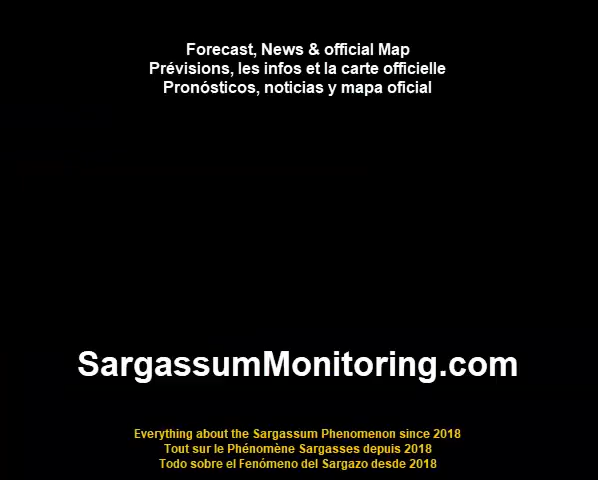 Forecast, News & official Map
Prévisions, les infos et la carte officielle
Pronósticos, noticias y mapa oficial
SargassumMonitoring.com
Everything about the Sargassum Phenomenon since 2018
Tout sur le Phénomène Sargasses depuis 2018
Todo sobre el Fenómeno del Sargazo desde 2018